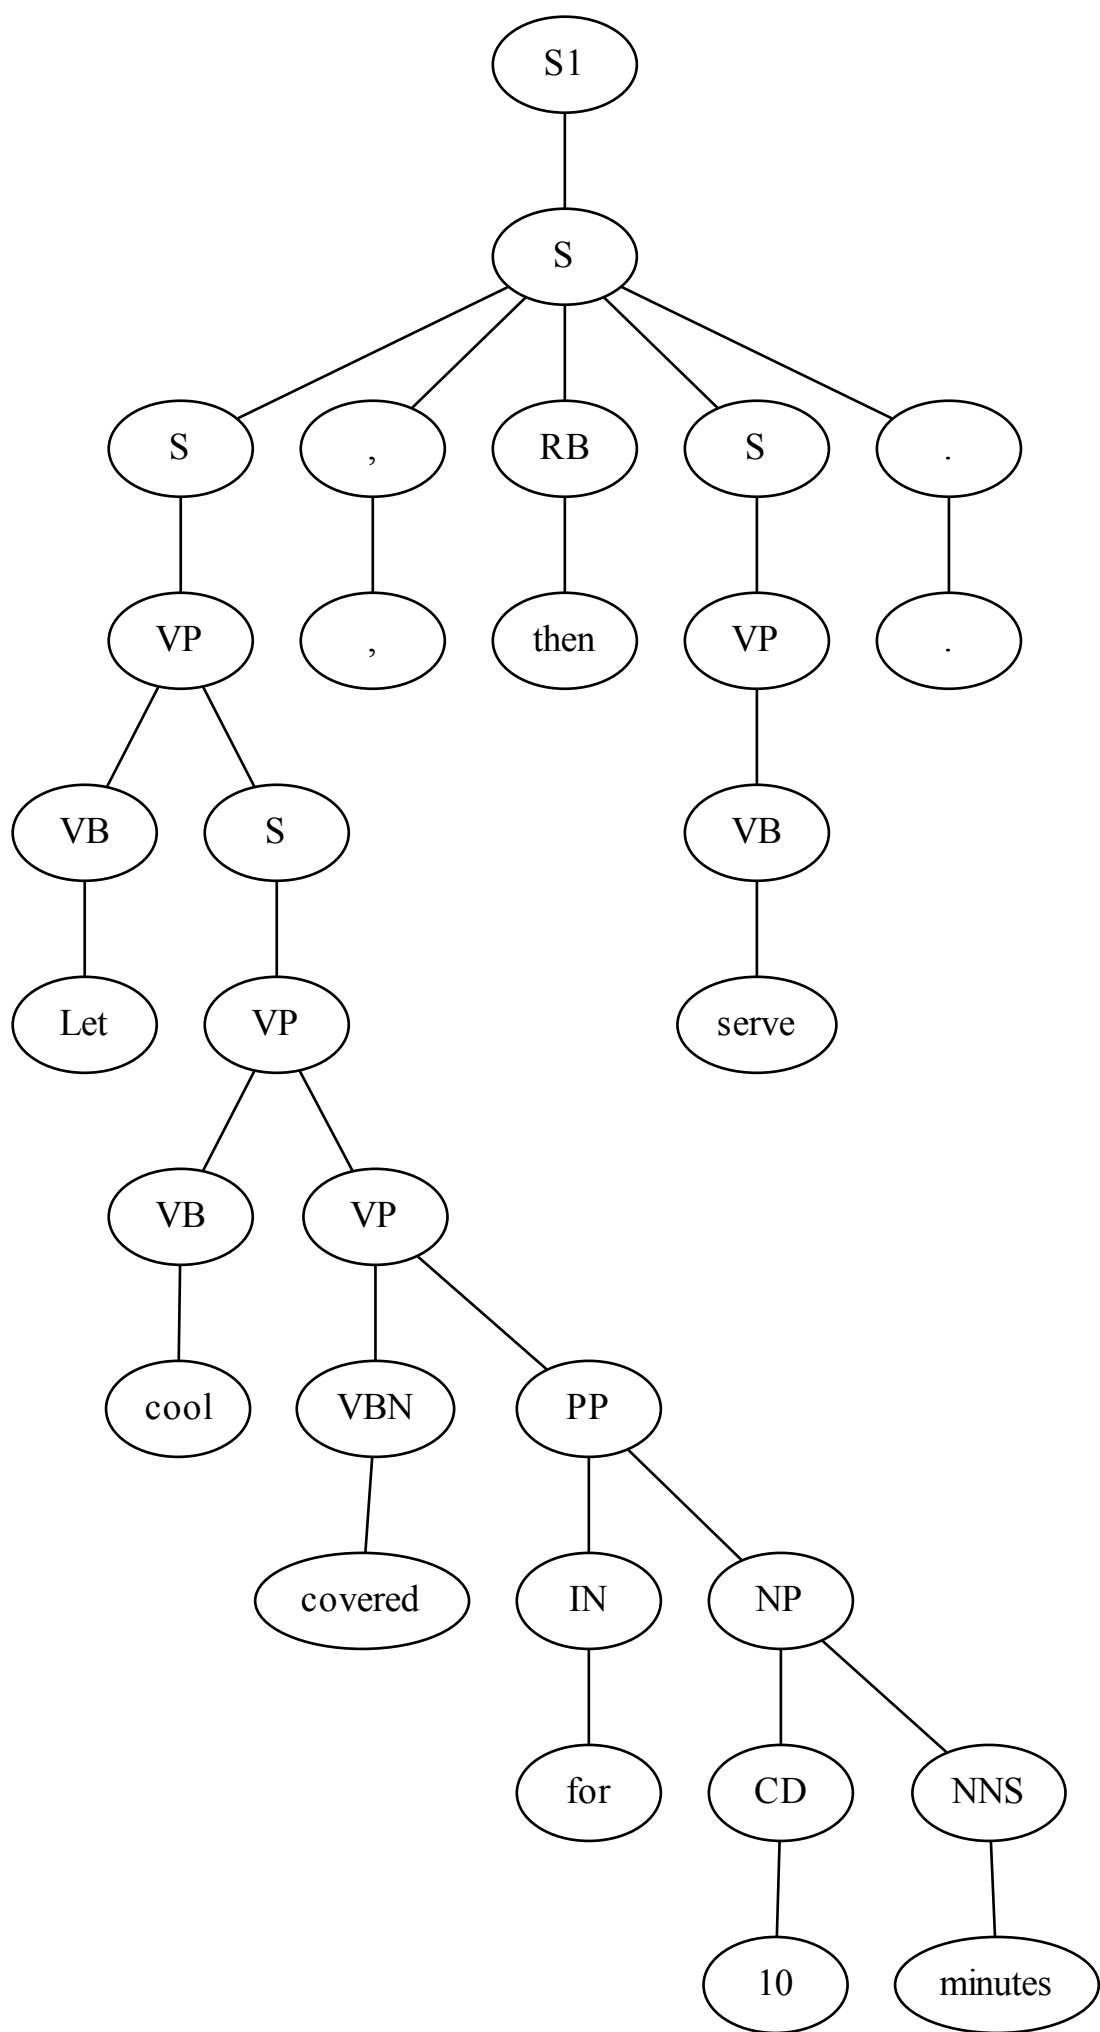 S1
S
S , RB S .
VP , then VP .
VB S VB
Let VP serve
VB VP
cool VBN PP
covered IN NP
for CD NNS
10 minutes